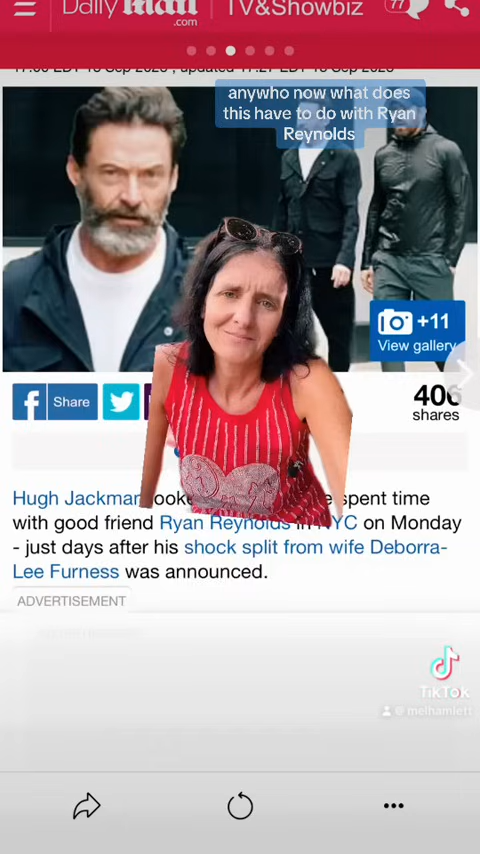 Daily Mail
.com
TV&Showbiz
77
anywho now what does
this have to do with Ryan
Reynolds
+11
View gallery
Share
406
shares
Hugh Jackman spent time
with good friend Ryan Reynolds in NYC on Monday
- just days after his shock split from wife Deborra-
Lee Furness was announced.
ADVERTISEMENT
TikTok
@melhamlett